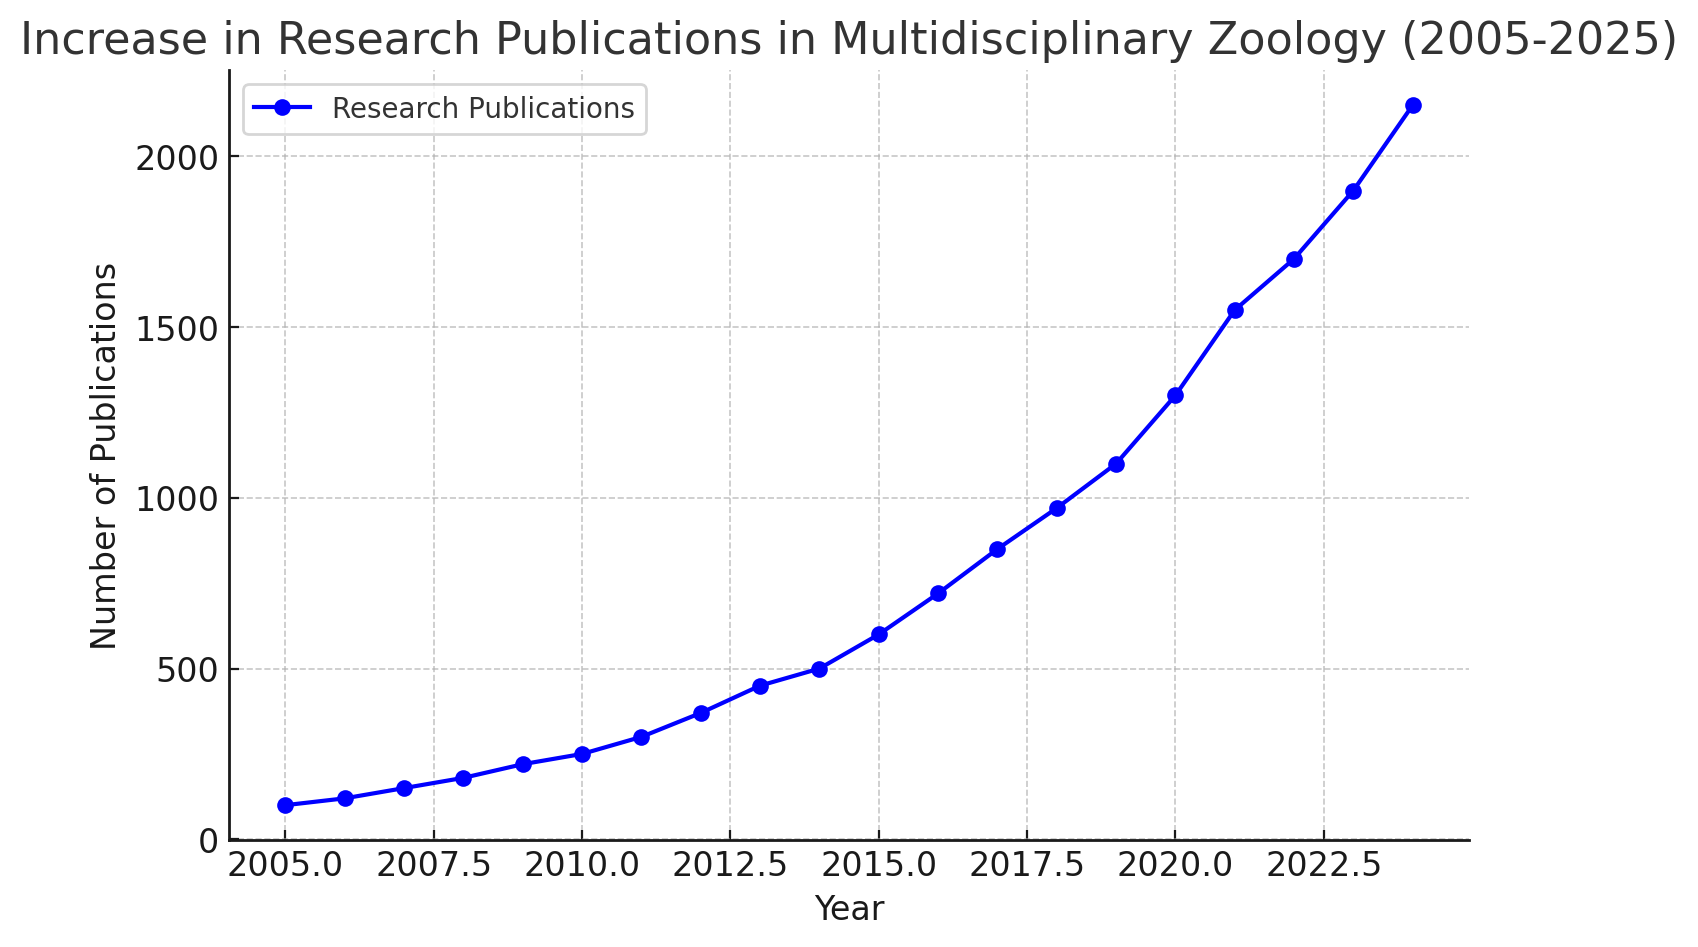 Increase in Research Publications in Multidisciplinary Zoology (2005-2025)
Research Publications
Number of Publications
2000
1500
1000
500
0
2005.0 2007.5 2010.0 2012.5 2015.0 2017.5 2020.0 2022.5
Year